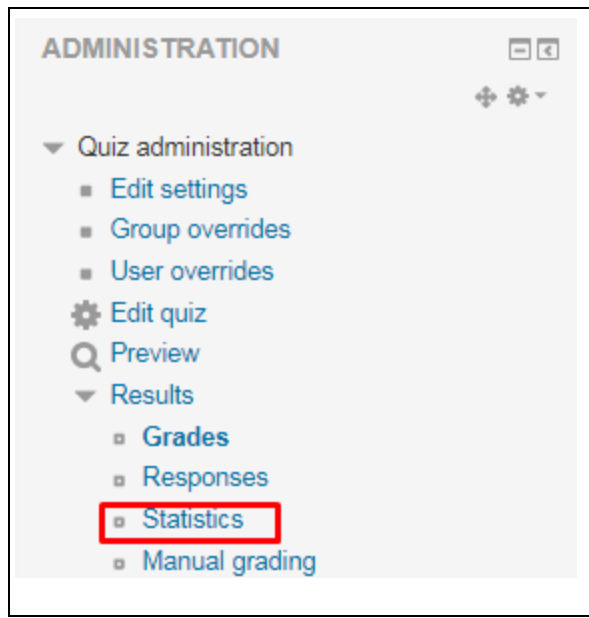 ADMINISTRATION
Quiz administration
Edit settings
Group overrides
User overrides
Edit quiz
Preview
Results
Grades
Responses
Statistics
Manual grading